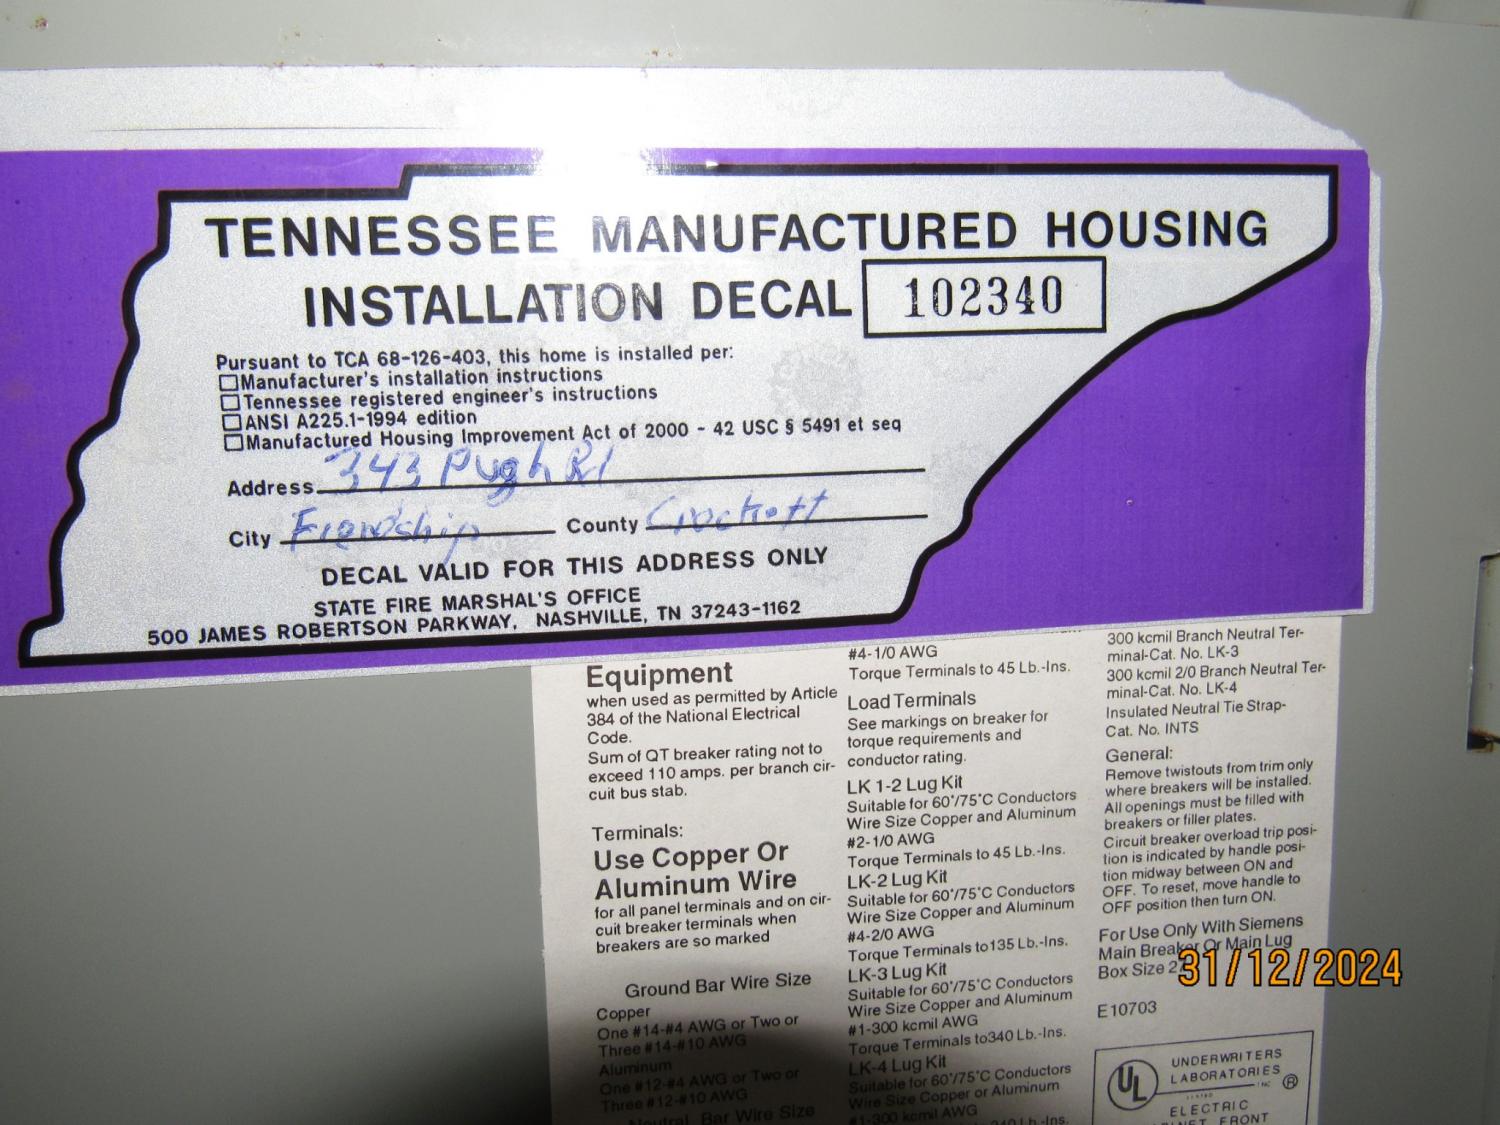 TENNESSEE MANUFACTURED HOUSING
INSTALLATION DECAL 102340
Pursuant to TCA 68-126-403, this home is installed per:
Manufacturer's installation instructions
Tennessee registered engineer's instructions
ANSI A225.1-1994 edition
Manufactured Housing Improvement Act of 2000 - 42 USC § 5491 et seq
Address 343 Pugh Rd
City Friendship County Crockett
DECAL VALID FOR THIS ADDRESS ONLY
STATE FIRE MARSHAL'S OFFICE
500 JAMES ROBERTSON PARKWAY, NASHVILLE, TN 37243-1162
Equipment
when used as permitted by Article
384 of the National Electrical
Code.
Sum of QT breaker rating not to
exceed 110 amps. per branch cir-
cuit bus stab.
Terminals:
Use Copper Or
Aluminum Wire
for all panel terminals and on cir-
cuit breaker terminals when
breakers are so marked
Ground Bar Wire Size
Copper
One #14-#4 AWG or Two or
Three #14-#10 AWG
Aluminum
One #12-#4 AWG or Two or
Three #12-#10 AWG
Neutral Bar Wire Size
#4-1/0 AWG
Torque Terminals to 45 Lb.-Ins.
Load Terminals
See markings on breaker for
torque requirements and
conductor rating.
LK 1-2 Lug Kit
Suitable for 60°/75°C Conductors
Wire Size Copper and Aluminum
#2-1/0 AWG
Torque Terminals to 45 Lb.-Ins.
LK-2 Lug Kit
Suitable for 60°/75°C Conductors
Wire Size Copper and Aluminum
#4-2/0 AWG
Torque Terminals to135 Lb.-Ins.
LK-3 Lug Kit
Suitable for 60°/75°C Conductors
Wire Size Copper and Aluminum
#1-300 kcmil AWG
Torque Terminals to340 Lb.-Ins.
LK-4 Lug Kit
Suitable for 60°/75°C Conductors
Wire Size Copper or Aluminum
#1-300 kcmil AWG
300 kcmil Branch Neutral Ter-
minal-Cat. No. LK-3
300 kcmil 2/0 Branch Neutral Ter-
minal-Cat. No. LK-4
Insulated Neutral Tie Strap-
Cat. No. INTS
General:
Remove twistouts from trim only
where breakers will be installed.
All openings must be filled with
breakers or filler plates.
Circuit breaker overload trip posi-
tion is indicated by handle posi-
tion midway between ON and
OFF. To reset, move handle to
OFF position then turn ON.
For Use Only With Siemens
Main Breaker Or Main Lug
Box Size 2
31/12/2024
E10703
UL
UNDERWRITERS
LABORATORIES INC ®
LISTED
ELECTRIC
FRONT